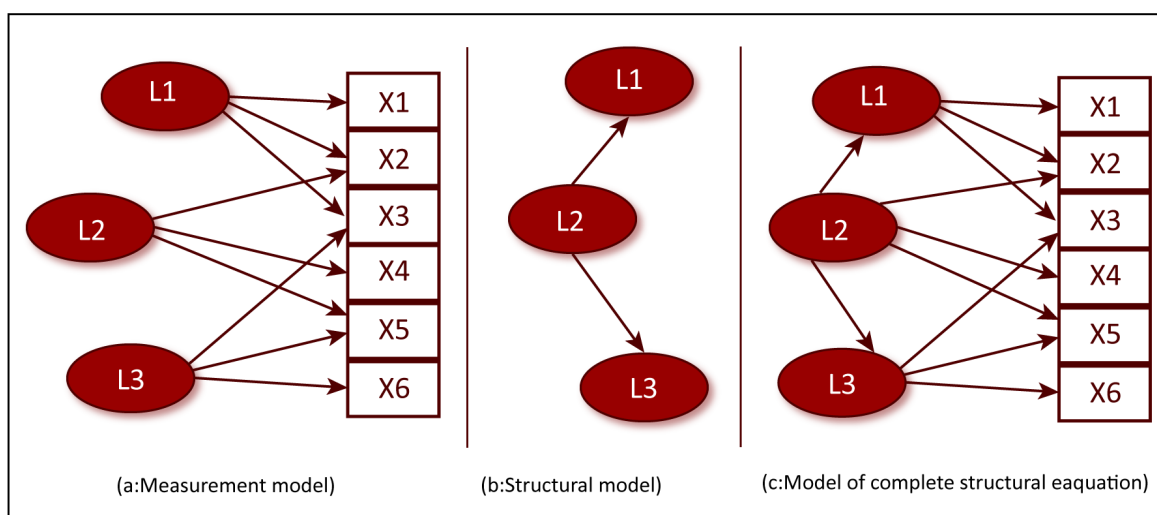 L1
L2
L3
X1
X2
X3
X4
X5
X6
(a:Measurement model)
L1
L2
L3
(b:Structural model)
L1
L2
L3
X1
X2
X3
X4
X5
X6
(c:Model of complete structural eaquation)